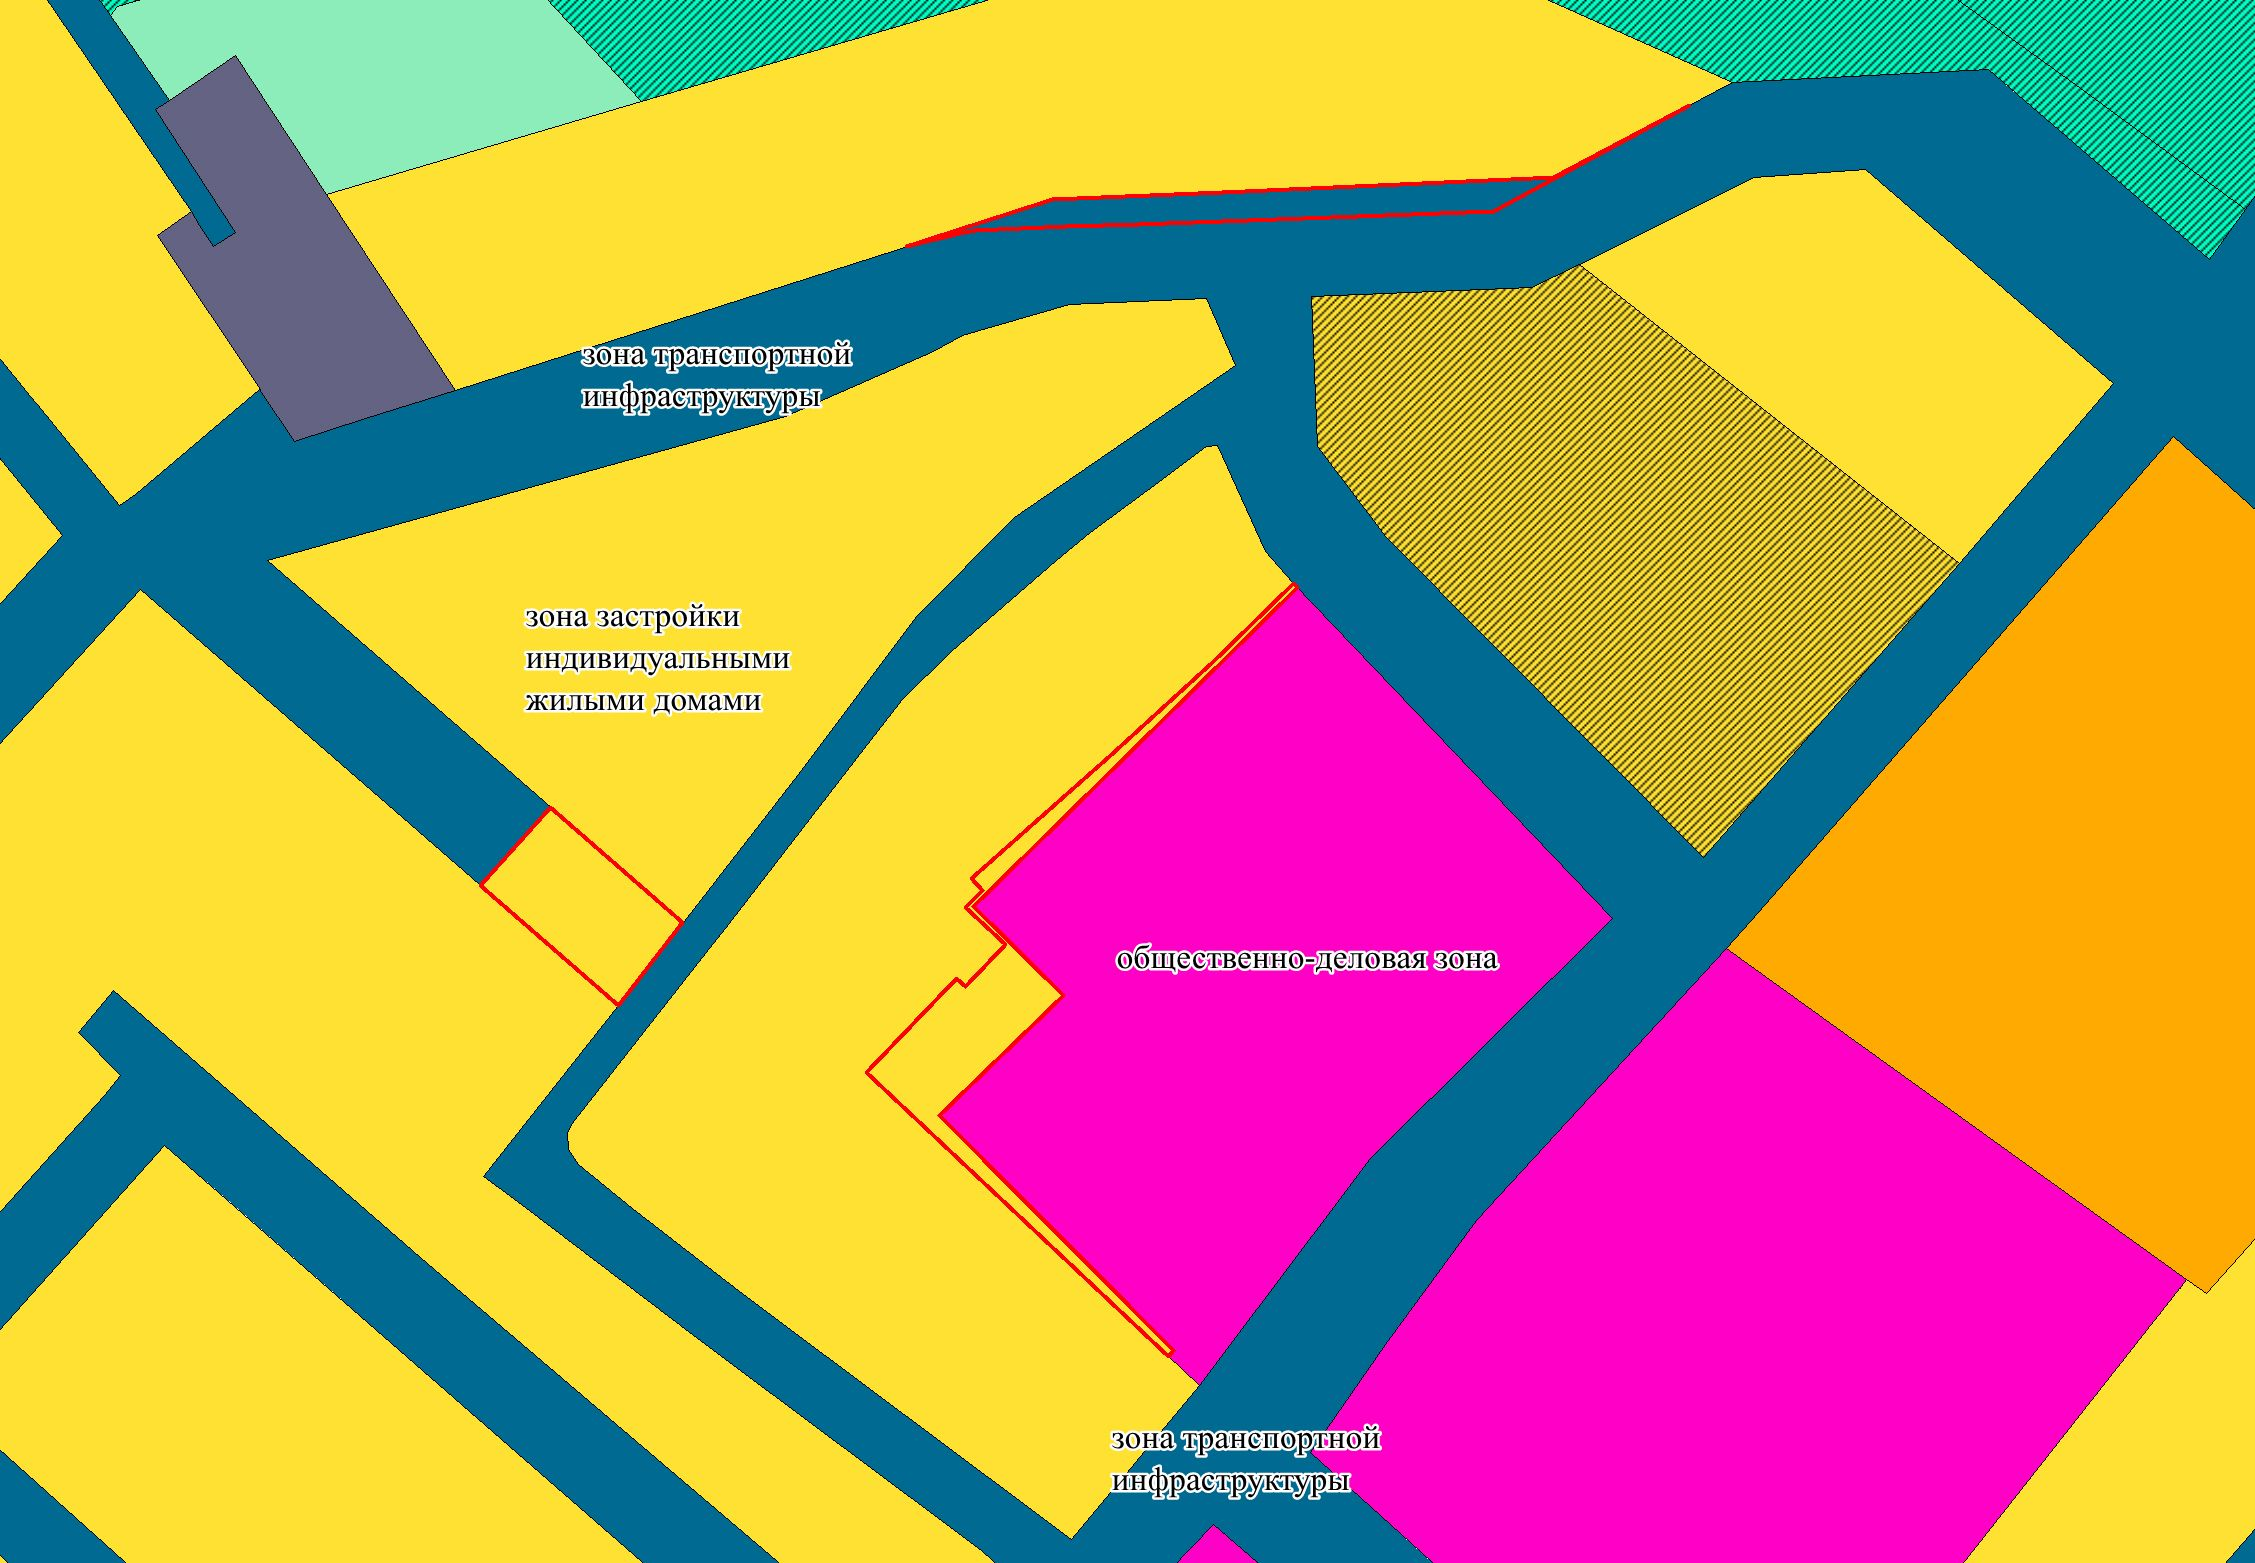 зона транспортной
инфраструктуры
зона застройки
индивидуальными
жилыми домами
общественно-деловая зона
зона транспортной
инфраструктуры